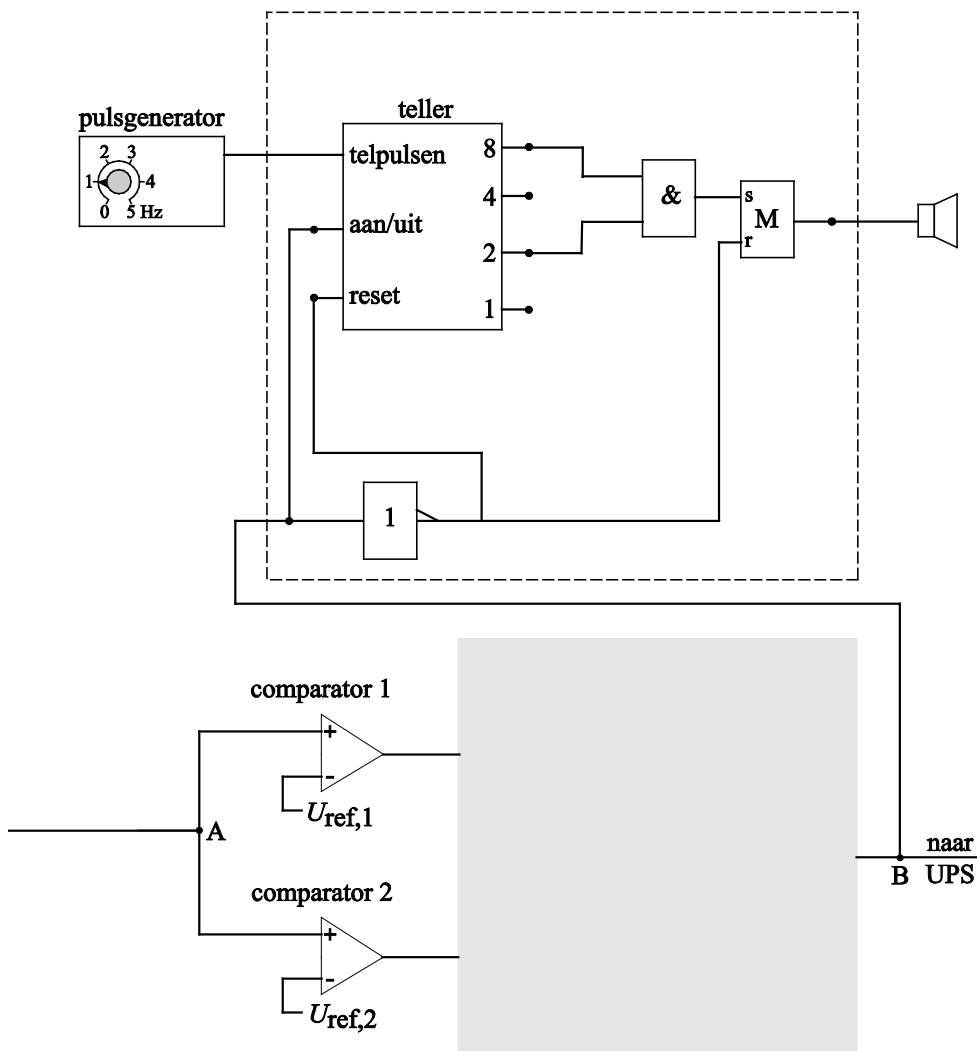 pulsgenerator
2 3
1 4
0 5 Hz
teller
telpulsen
aan/uit
reset
8
4
2
1
&
s
M
r
1
comparator 1
+
-
Uref,1
A
comparator 2
+
-
Uref,2
naar
B UPS